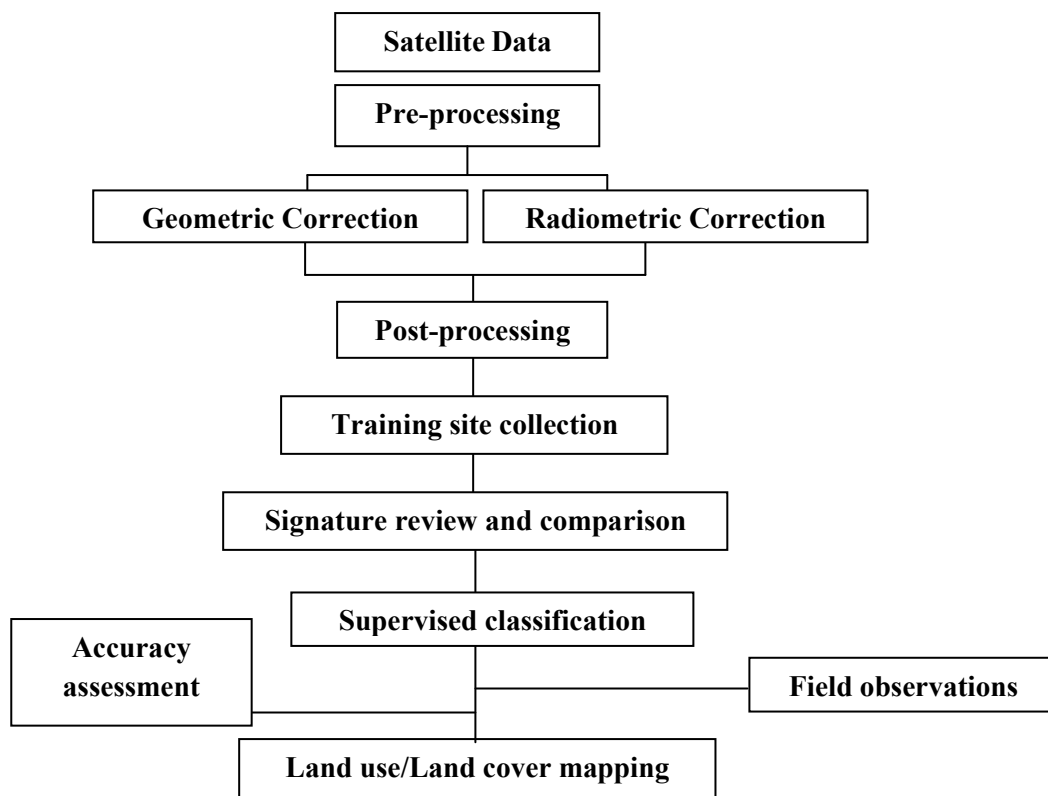 Satellite Data
Pre-processing
Geometric Correction
Radiometric Correction
Post-processing
Training site collection
Signature review and comparison
Supervised classification
Accuracy
assessment
Field observations
Land use/Land cover mapping